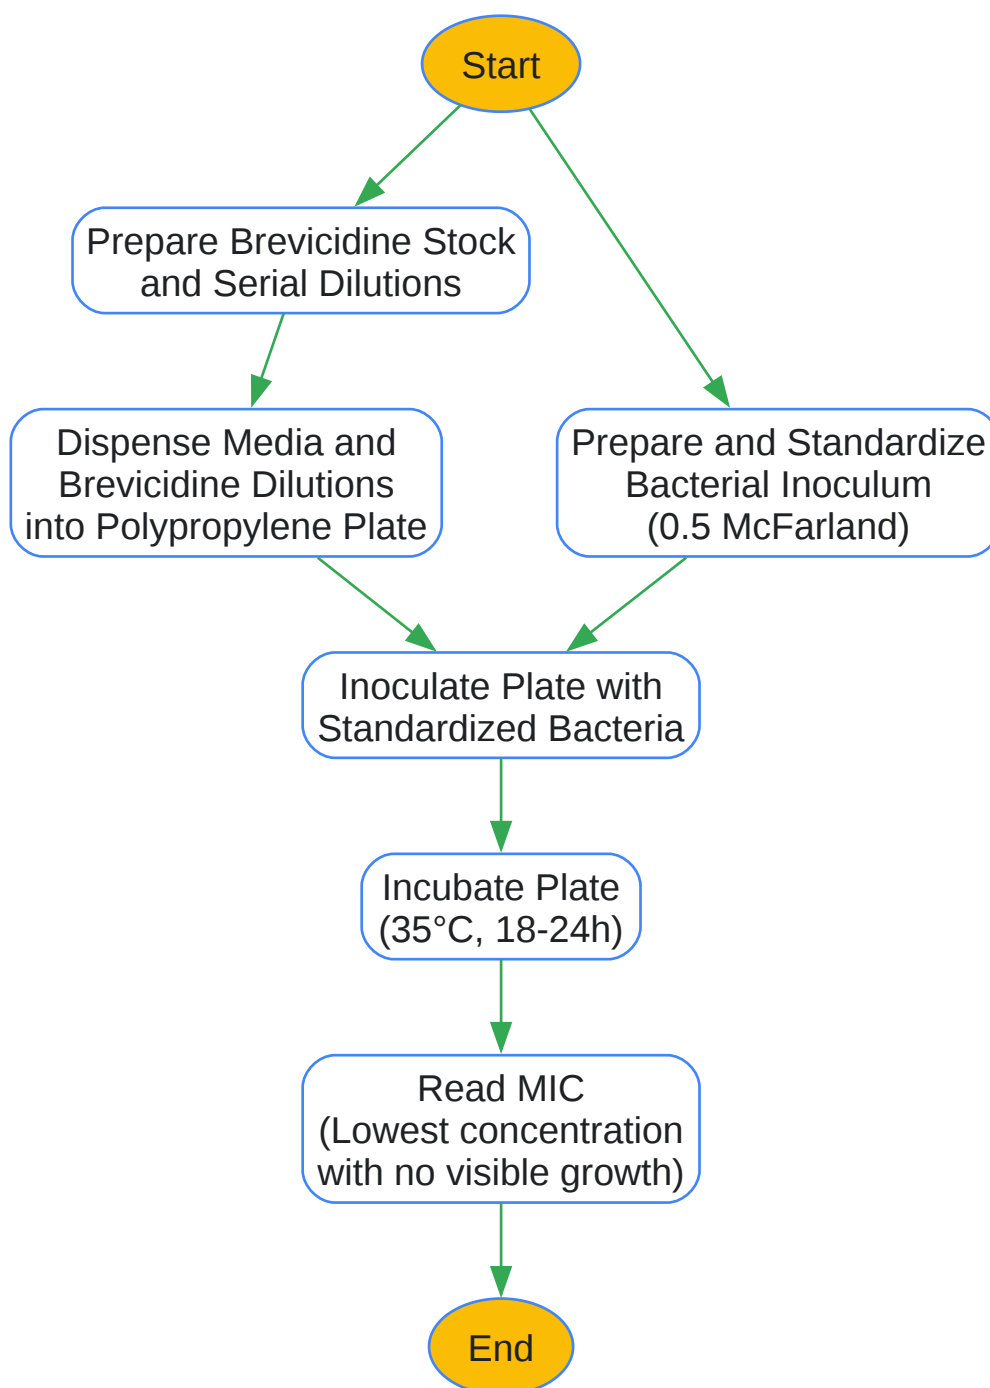 Start
Prepare Brevicidine Stock
and Serial Dilutions
Dispense Media and
Brevicidine Dilutions
into Polypropylene Plate
Prepare and Standardize
Bacterial Inoculum
(0.5 McFarland)
Inoculate Plate with
Standardized Bacteria
Incubate Plate
(35°C, 18-24h)
Read MIC
(Lowest concentration
with no visible growth)
End